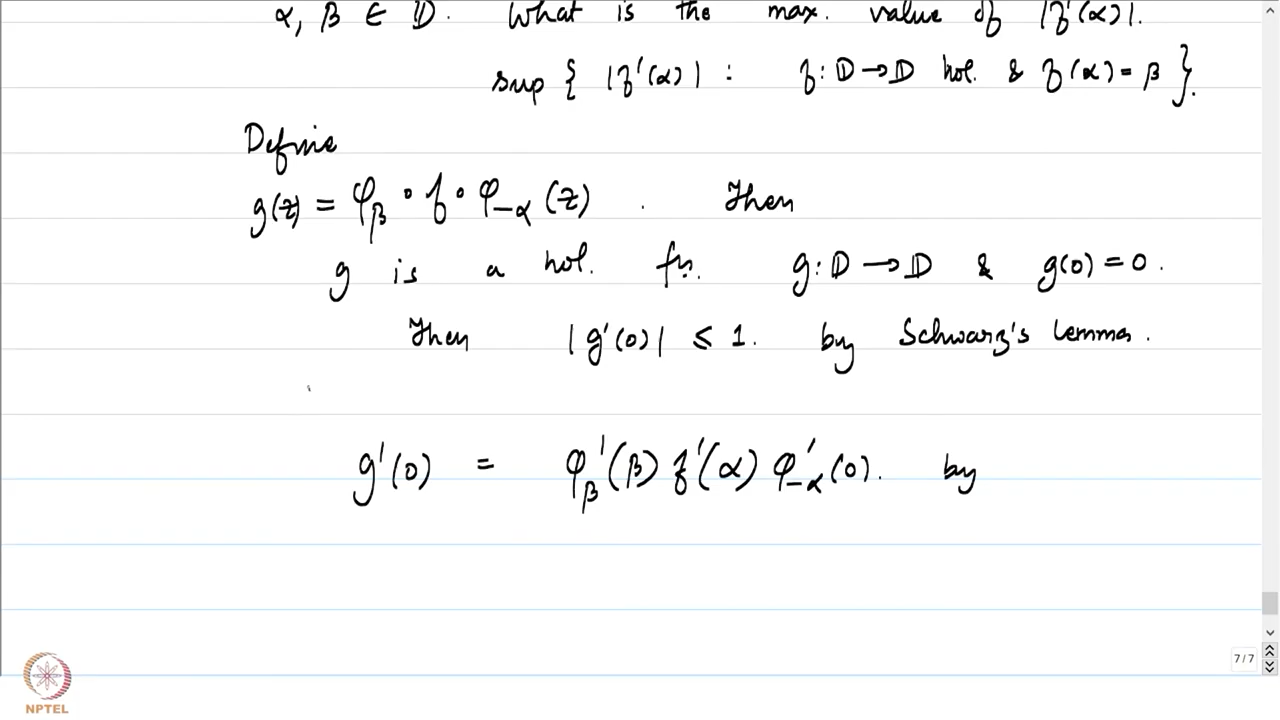 α, β ∈ 𝔻. What is the max. value of |f'(α)|.
sup { |f'(α)| : f: 𝔻 → 𝔻 hol. & f(α) = β }.
Define
g(z) = φ_β ∘ f ∘ φ_{-α} (z) . Then
g is a hol. fn. g: 𝔻 → 𝔻 & g(0) = 0.
Then |g'(0)| ≤ 1. by Schwarz's Lemma.
g'(0) = φ_β'(β) f'(α) φ'_{-α}(0). by
7/7
NPTEL